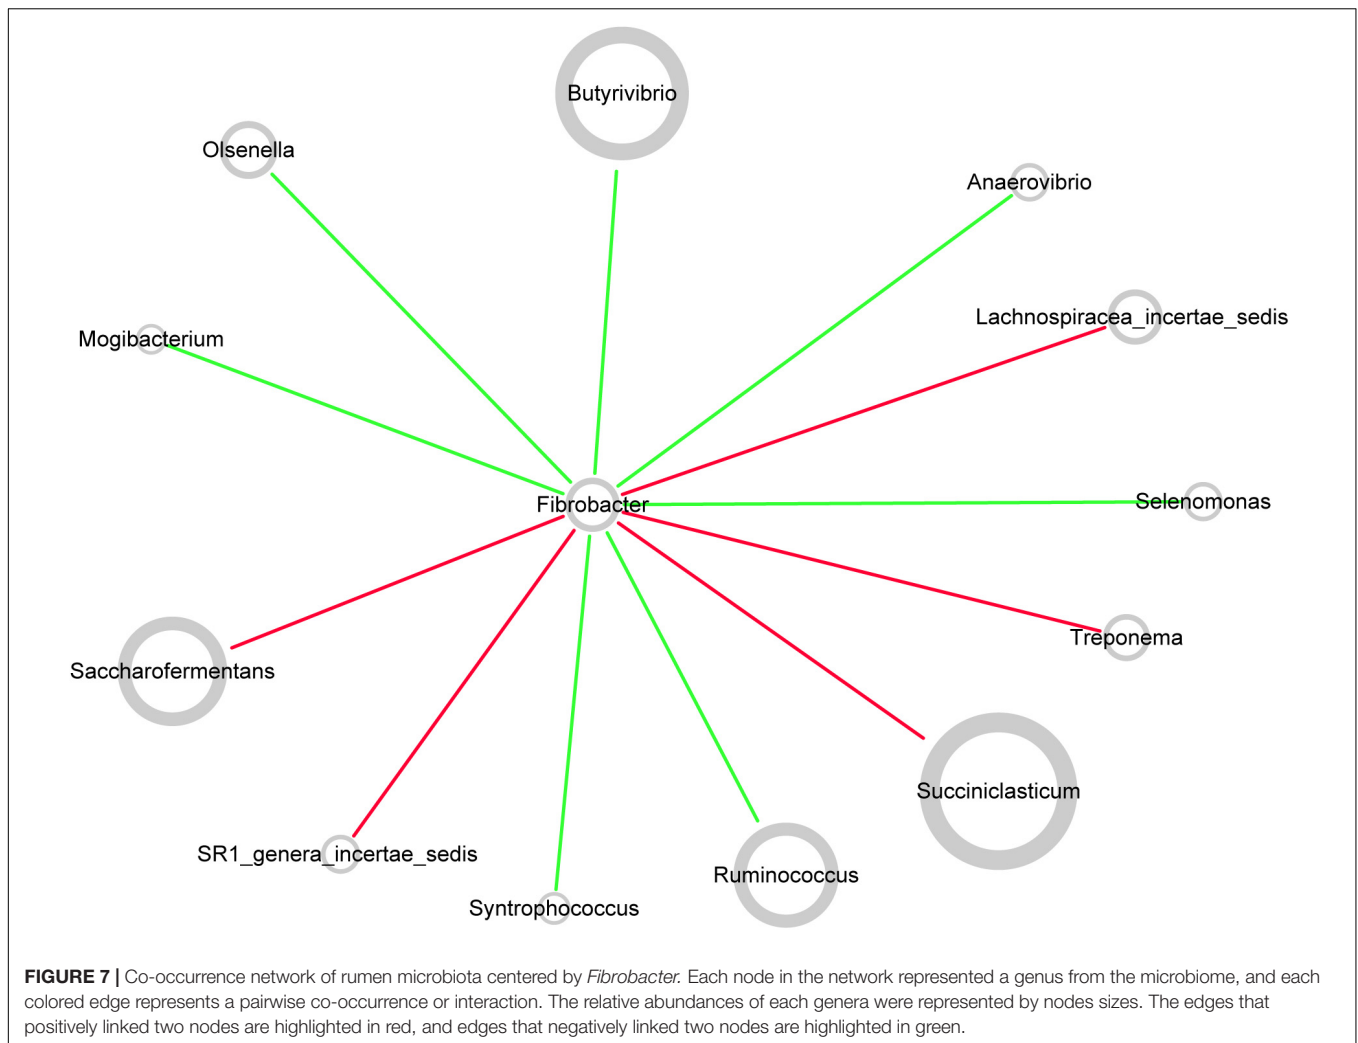 Butyrivibrio
Olsenella
Anaerovibrio
Lachnospiracea_incertae_sedis
Mogibacterium
Fibrobacter
Selenomonas
Treponema
Saccharofermentans
Succiniclasticum
SR1_genera_incertae_sedis
Ruminococcus
Syntrophococcus
FIGURE 7 | Co-occurrence network of rumen microbiota centered by Fibrobacter. Each node in the network represented a genus from the microbiome, and each
colored edge represents a pairwise co-occurrence or interaction. The relative abundances of each genera were represented by nodes sizes. The edges that
positively linked two nodes are highlighted in red, and edges that negatively linked two nodes are highlighted in green.